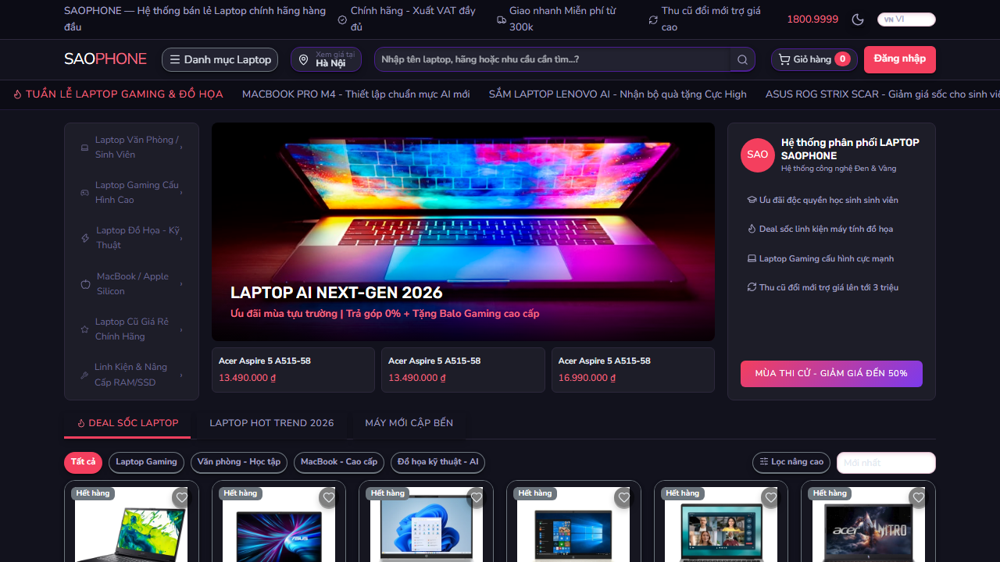 SAOPHONE — Hệ thống bán lẻ Laptop chính hãng hàng đầu
Chính hãng - Xuất VAT đầy đủ
Giao nhanh Miễn phí từ 300k
Thu cũ đổi mới trợ giá cao
1800.9999
VN VI
SAOPHONE
Danh mục Laptop
Xem giá tại
Hà Nội
Nhập tên laptop, hãng hoặc nhu cầu cần tìm...?
Giỏ hàng 0
Đăng nhập
TUẦN LỄ LAPTOP GAMING & ĐỒ HỌA
MACBOOK PRO M4 - Thiết lập chuẩn mực AI mới
SẮM LAPTOP LENOVO AI - Nhận bộ quà tặng Cực High
ASUS ROG STRIX SCAR - Giảm giá sốc cho sinh viê
Laptop Văn Phòng /
Sinh Viên
Laptop Gaming Cấu
Hình Cao
Laptop Đồ Họa - Kỹ
Thuật
MacBook / Apple
Silicon
Laptop Cũ Giá Rẻ
Chính Hãng
Linh Kiện & Nâng
Cấp RAM/SSD
LAPTOP AI NEXT-GEN 2026
Ưu đãi mùa tựu trường | Trả góp 0% + Tặng Balo Gaming cao cấp
Acer Aspire 5 A515-58
13.490.000 ₫
Acer Aspire 5 A515-58
13.490.000 ₫
Acer Aspire 5 A515-58
16.990.000 ₫
SAO
Hệ thống phân phối LAPTOP
SAOPHONE
Hệ thống công nghệ Đen & Vàng
Ưu đãi độc quyền học sinh sinh viên
Deal sốc linh kiện máy tính đồ họa
Laptop Gaming cấu hình cực mạnh
Thu cũ đổi mới trợ giá lên tới 3 triệu
MÙA THI CỬ - GIẢM GIÁ ĐẾN 50%
DEAL SỐC LAPTOP
LAPTOP HOT TREND 2026
MÁY MỚI CẬP BẾN
Tất cả
Laptop Gaming
Văn phòng - Học tập
MacBook - Cao cấp
Đồ họa kỹ thuật - AI
Lọc nâng cao
Mới nhất
Hết hàng
Hết hàng
Hết hàng
Hết hàng
Hết hàng
Hết hàng
ASUS
acer NITRO